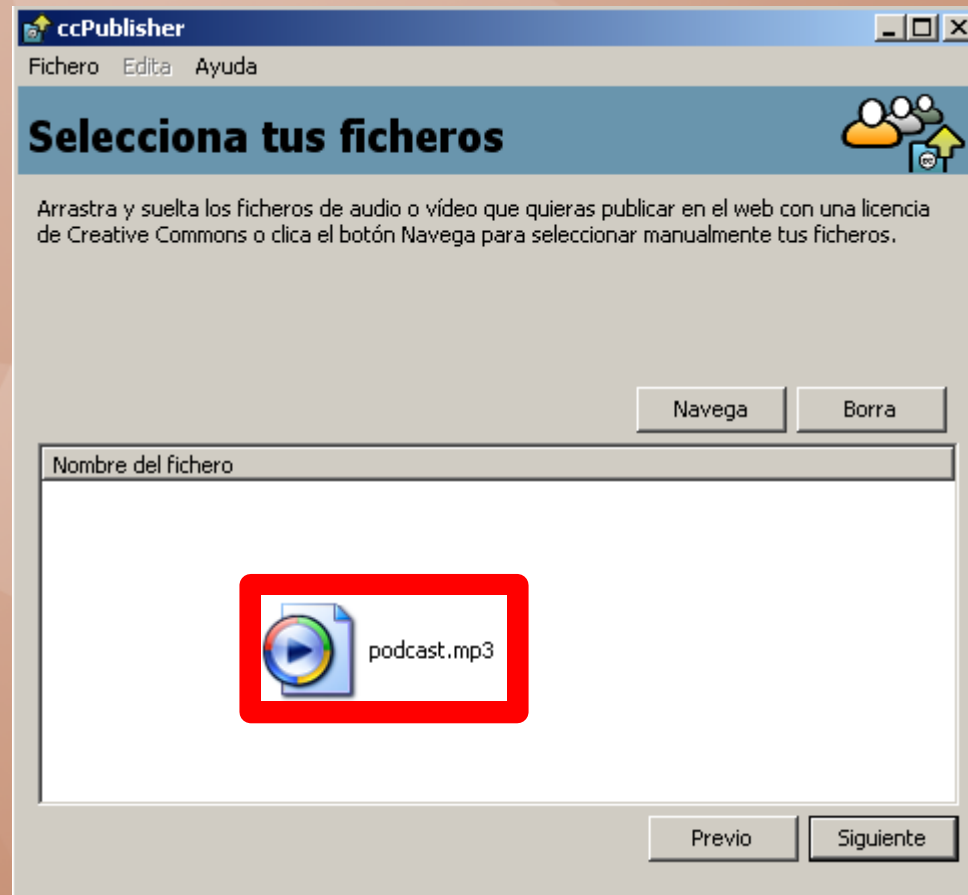 ccPublisher
Fichero Edita Ayuda
Selecciona tus ficheros
Arrastra y suelta los ficheros de audio o vídeo que quieras publicar en el web con una licencia
de Creative Commons o clica el botón Navega para seleccionar manualmente tus ficheros.
Navega Borra
Nombre del fichero
podcast.mp3
Previo Siguiente